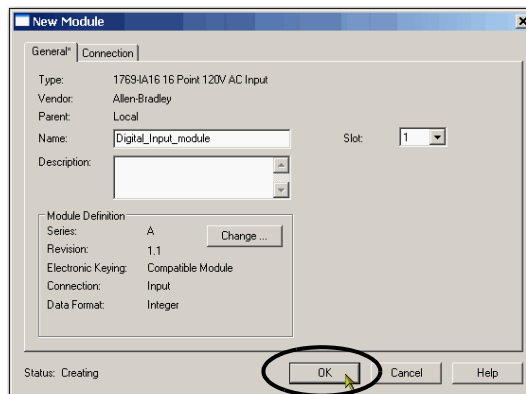 New Module
General* Connection
Type: 1769-IA16 16 Point 120V AC Input
Vendor: Allen-Bradley
Parent: Local
Name: Digital_Input_module Slot: 1
Description:
Module Definition
Series: A Change ...
Revision: 1.1
Electronic Keying: Compatible Module
Connection: Input
Data Format: Integer
Status: Creating OK Cancel Help